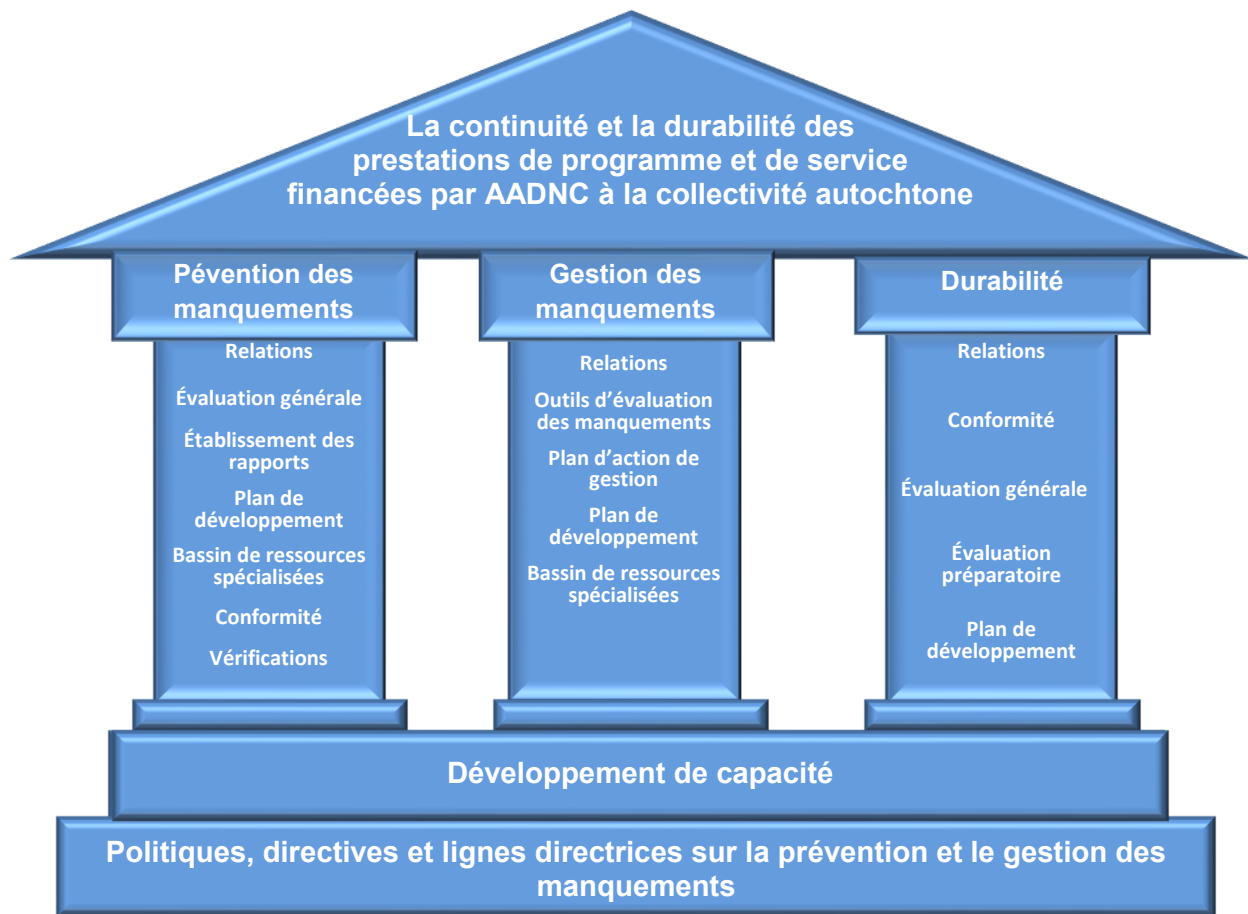 La continuité et la durabilité des
prestations de programme et de service
financées par AADNC à la collectivité autochtone
Pévention des
manquements
Relations
Évaluation générale
Établissement des
rapports
Plan de
développement
Bassin de ressources
spécialisées
Conformité
Vérifications
Gestion des
manquements
Relations
Outils d’évaluation
des manquements
Plan d’action de
gestion
Plan de
développement
Bassin de ressources
spécialisées
Durabilité
Relations
Conformité
Évaluation générale
Évaluation
préparatoire
Plan de
développement
Développement de capacité
Politiques, directives et lignes directrices sur la prévention et le gestion des
manquements